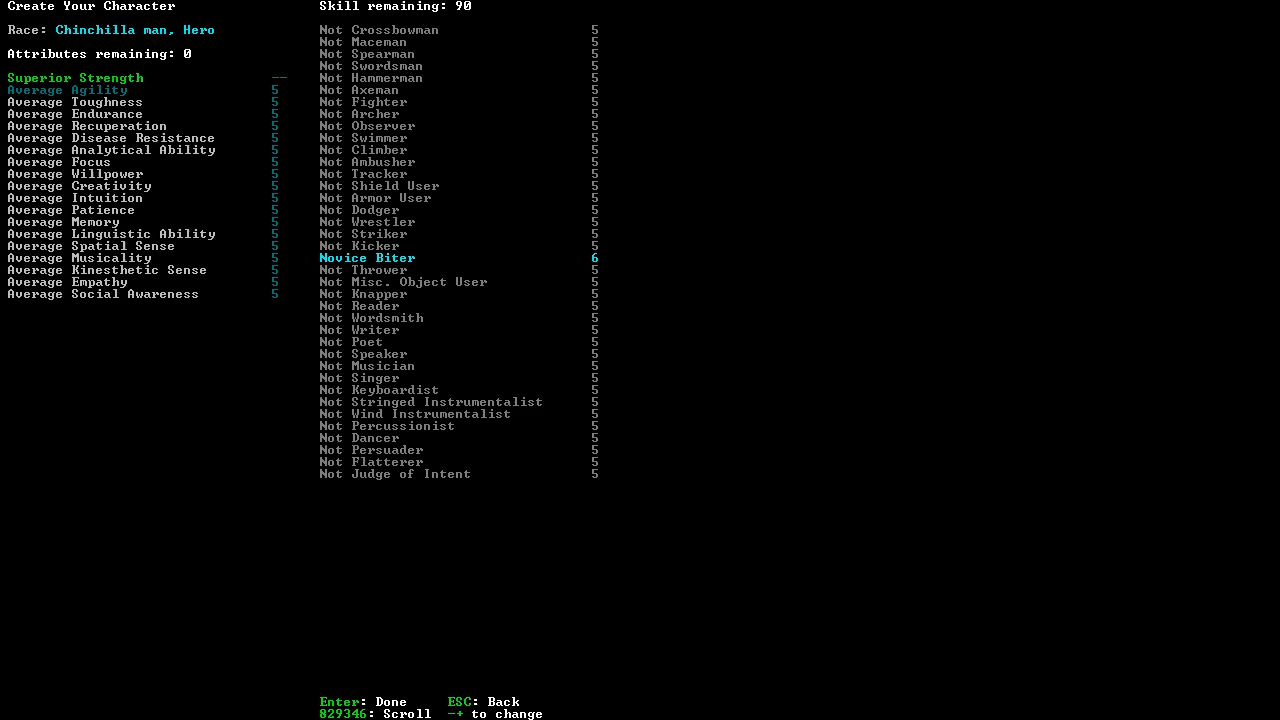 Create Your Character
Race: Chinchilla man, Hero
Attributes remaining: 0
Superior Strength --
Average Agility 5
Average Toughness 5
Average Endurance 5
Average Recuperation 5
Average Disease Resistance 5
Average Analytical Ability 5
Average Focus 5
Average Willpower 5
Average Creativity 5
Average Intuition 5
Average Patience 5
Average Memory 5
Average Linguistic Ability 5
Average Spatial Sense 5
Average Musicality 5
Average Kinesthetic Sense 5
Average Empathy 5
Average Social Awareness 5
Skill remaining: 90
Not Crossbowman 5
Not Maceman 5
Not Spearman 5
Not Swordsman 5
Not Hammerman 5
Not Axeman 5
Not Fighter 5
Not Archer 5
Not Observer 5
Not Swimmer 5
Not Climber 5
Not Ambusher 5
Not Tracker 5
Not Shield User 5
Not Armor User 5
Not Dodger 5
Not Wrestler 5
Not Striker 5
Not Kicker 5
Novice Biter 6
Not Thrower 5
Not Misc. Object User 5
Not Knapper 5
Not Reader 5
Not Wordsmith 5
Not Writer 5
Not Poet 5
Not Speaker 5
Not Musician 5
Not Singer 5
Not Keyboardist 5
Not Stringed Instrumentalist 5
Not Wind Instrumentalist 5
Not Percussionist 5
Not Dancer 5
Not Persuader 5
Not Flatterer 5
Not Judge of Intent 5
Enter: Done ESC: Back
829346: Scroll -+ to change